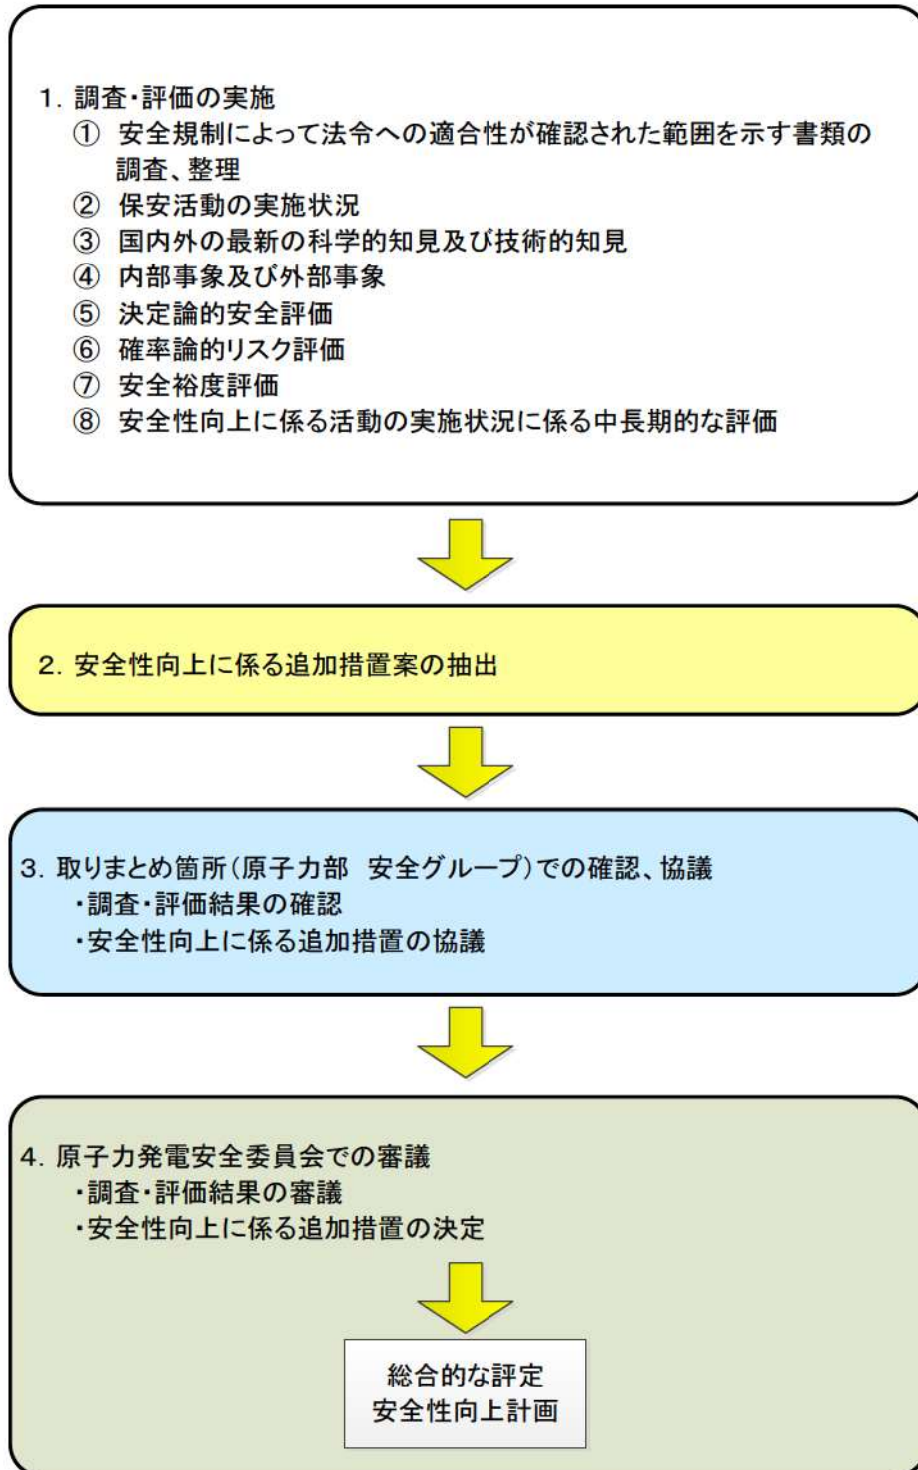 1. 調査・評価の実施
① 安全規制によって法令への適合性が確認された範囲を示す書類の
調査、整理
② 保安活動の実施状況
③ 国内外の最新の科学的知見及び技術的知見
④ 内部事象及び外部事象
⑤ 決定論的安全評価
⑥ 確率論的リスク評価
⑦ 安全裕度評価
⑧ 安全性向上に係る活動の実施状況に係る中長期的な評価
2. 安全性向上に係る追加措置案の抽出
3. 取りまとめ箇所(原子力部 安全グループ)での確認、協議
・調査・評価結果の確認
・安全性向上に係る追加措置の協議
4. 原子力発電安全委員会での審議
・調査・評価結果の審議
・安全性向上に係る追加措置の決定
総合的な評定
安全性向上計画